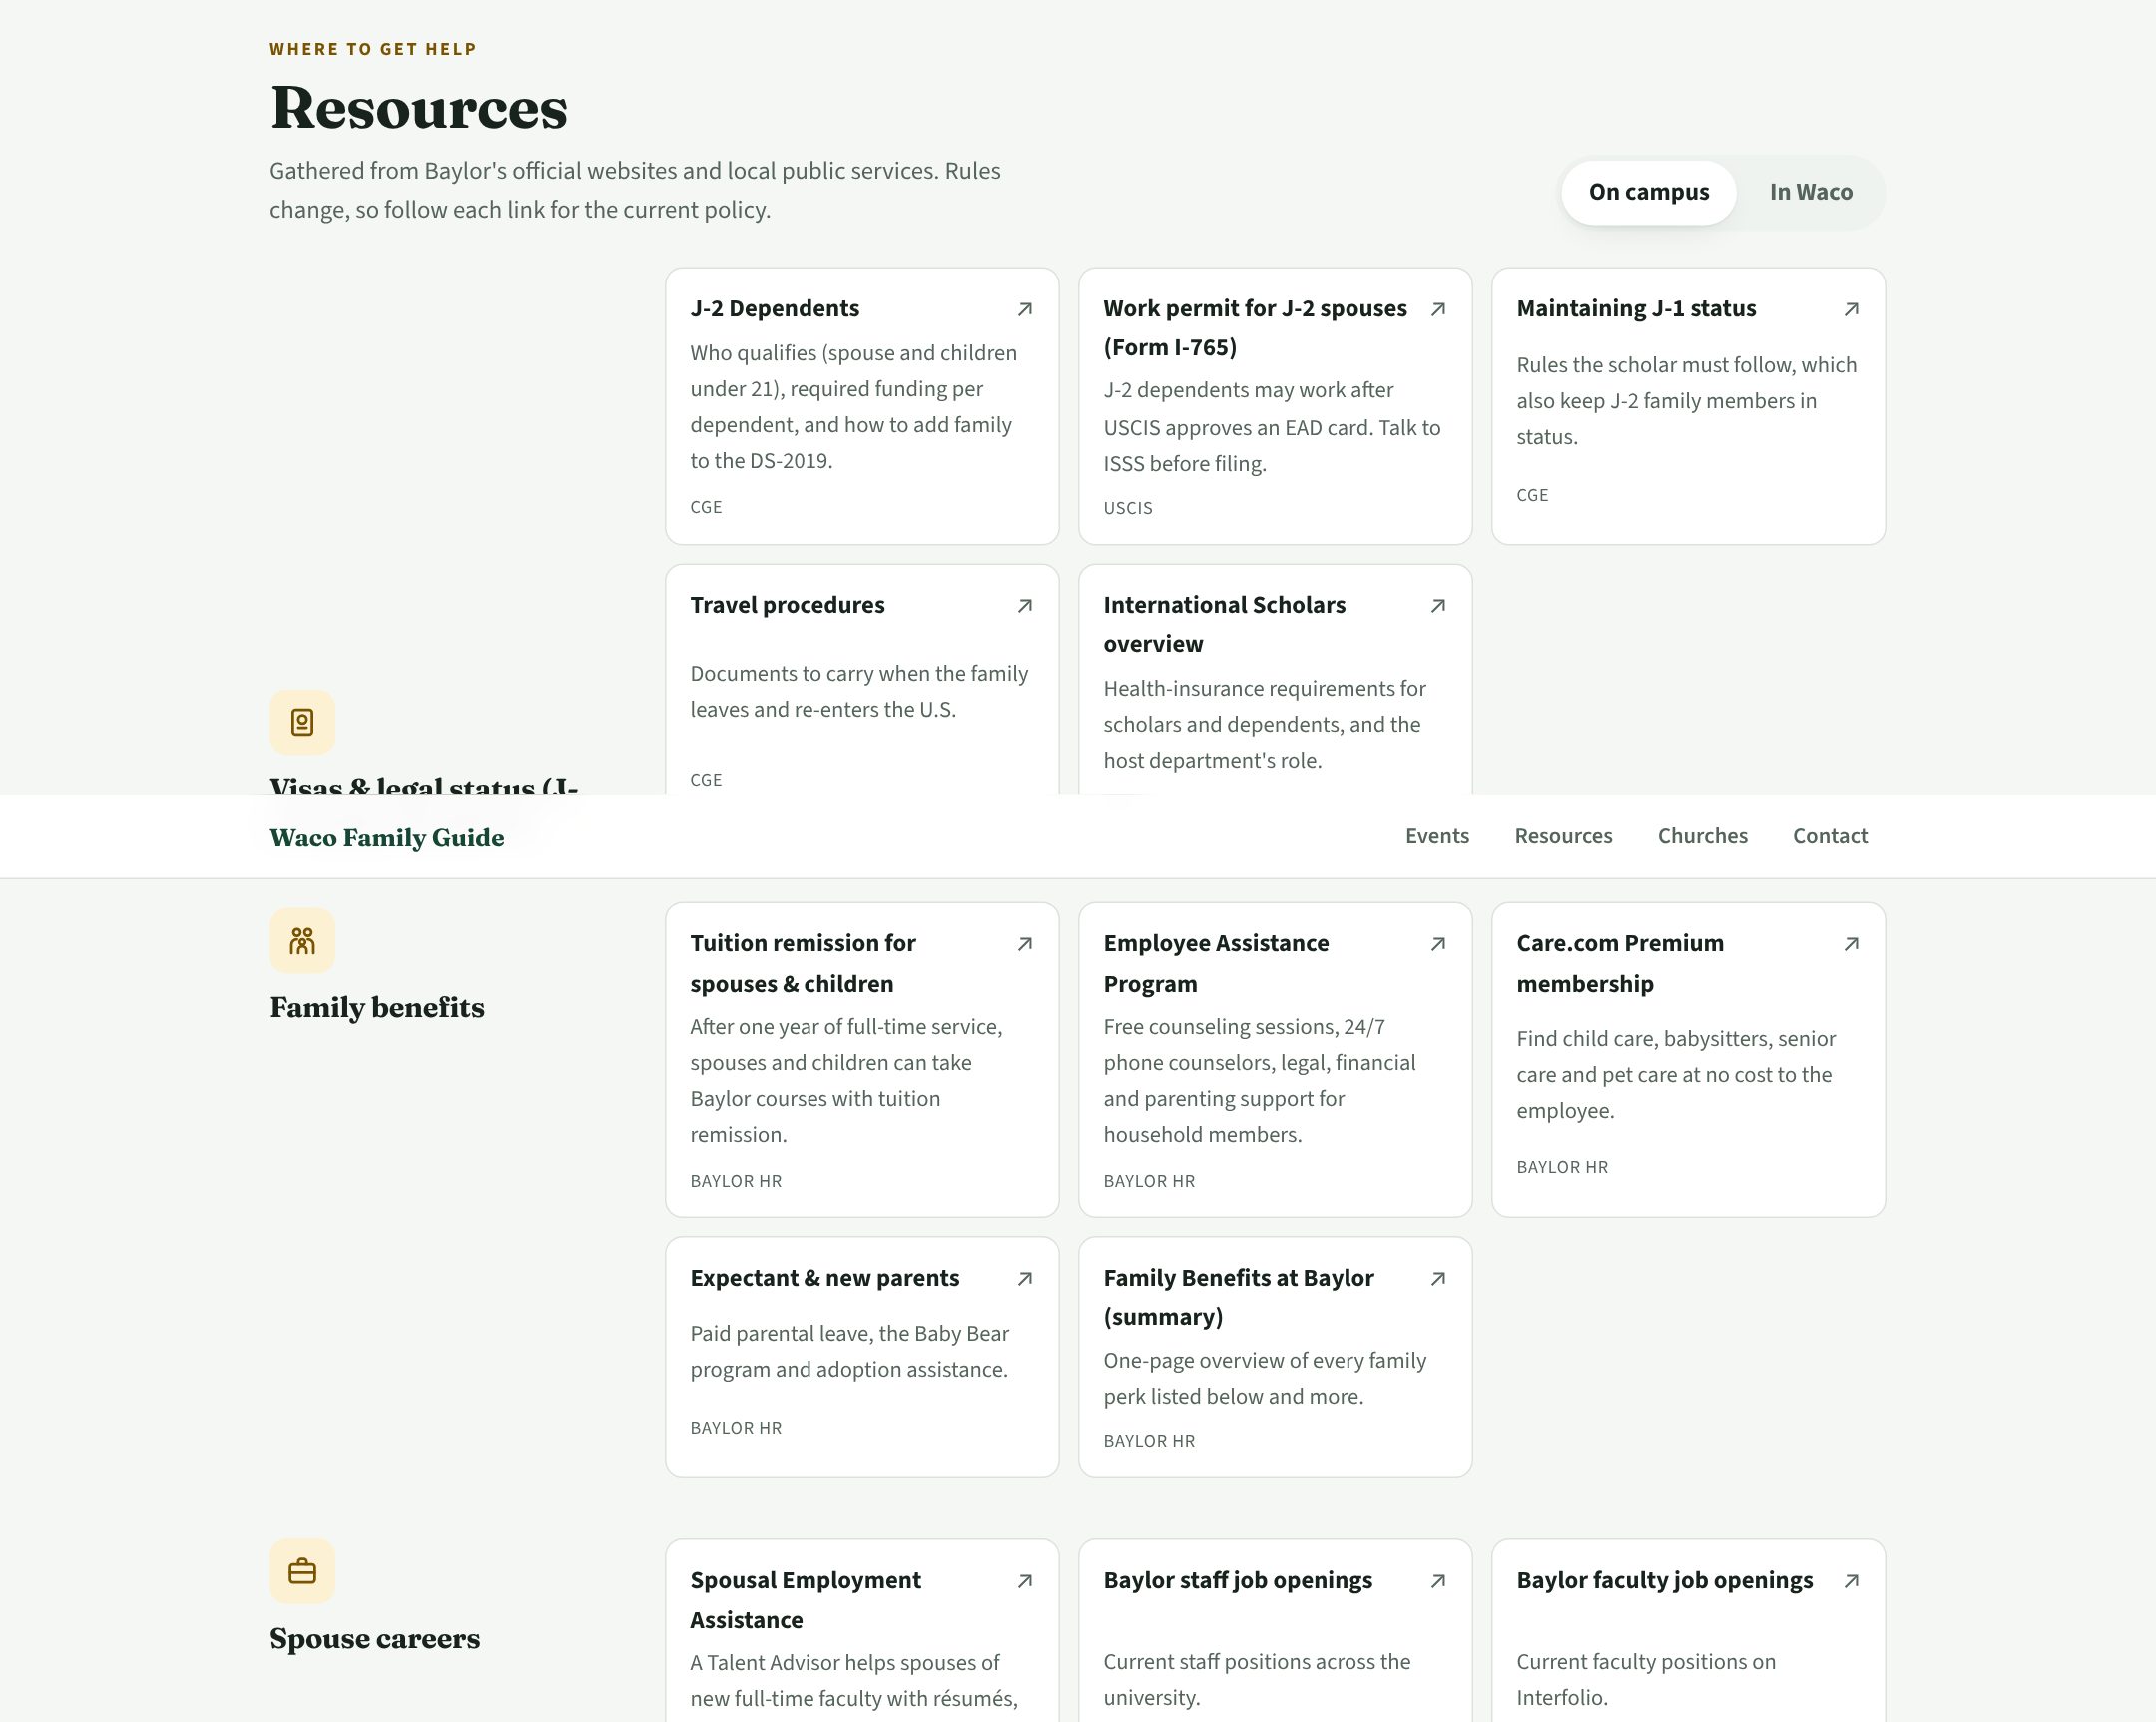 WHERE TO GET HELP
Resources
Gathered from Baylor's official websites and local public services. Rules
change, so follow each link for the current policy.
On campus
In Waco
J-2 Dependents
Who qualifies (spouse and children
under 21), required funding per
dependent, and how to add family
to the DS-2019.
CGE
Work permit for J-2 spouses
(Form I-765)
J-2 dependents may work after
USCIS approves an EAD card. Talk to
ISSS before filing.
USCIS
Maintaining J-1 status
Rules the scholar must follow, which
also keep J-2 family members in
status.
CGE
Visas & legal status (J-
Travel procedures
Documents to carry when the family
leaves and re-enters the U.S.
CGE
International Scholars
overview
Health-insurance requirements for
scholars and dependents, and the
host department's role.
Waco Family Guide
Events
Resources
Churches
Contact
Family benefits
Tuition remission for
spouses & children
After one year of full-time service,
spouses and children can take
Baylor courses with tuition
remission.
BAYLOR HR
Employee Assistance
Program
Free counseling sessions, 24/7
phone counselors, legal, financial
and parenting support for
household members.
BAYLOR HR
Care.com Premium
membership
Find child care, babysitters, senior
care and pet care at no cost to the
employee.
BAYLOR HR
Expectant & new parents
Paid parental leave, the Baby Bear
program and adoption assistance.
BAYLOR HR
Family Benefits at Baylor
(summary)
One-page overview of every family
perk listed below and more.
BAYLOR HR
Spouse careers
Spousal Employment
Assistance
A Talent Advisor helps spouses of
new full-time faculty with résumés,
Baylor staff job openings
Current staff positions across the
university.
Baylor faculty job openings
Current faculty positions on
Interfolio.